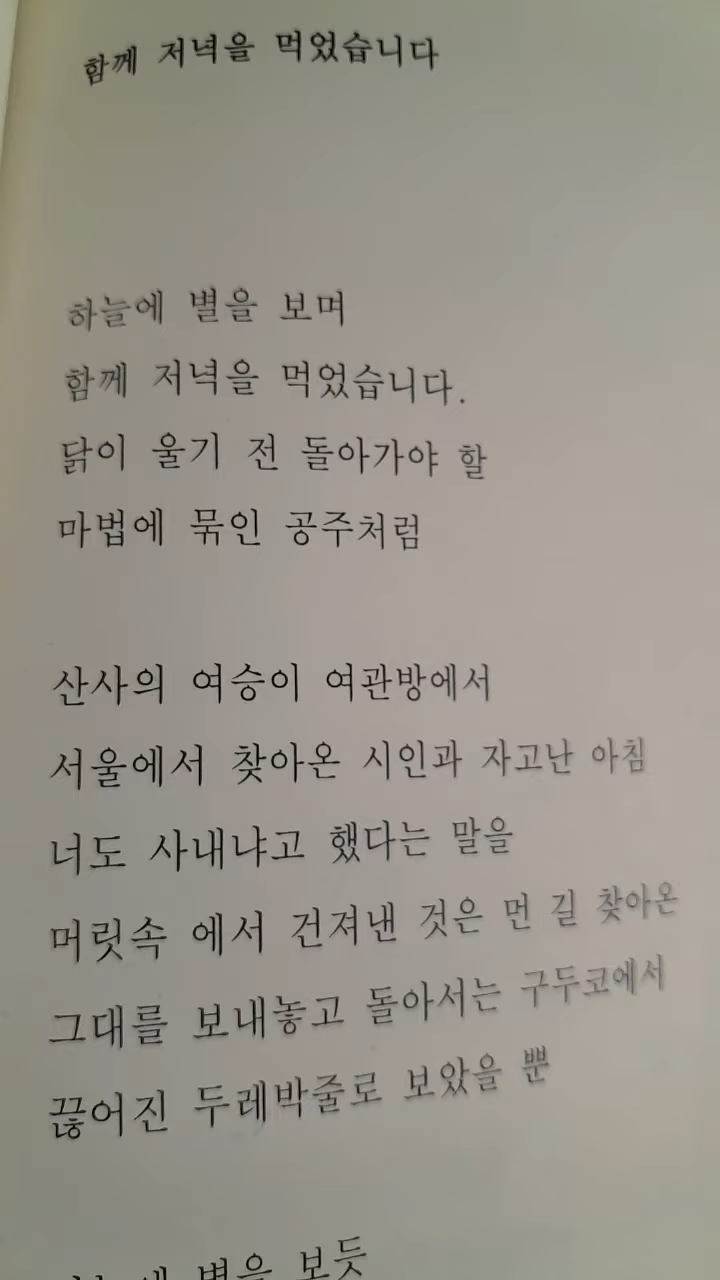 함께 저녁을 먹었습니다
하늘에 별을 보며
함께 저녁을 먹었습니다.
닭이 울기 전 돌아가야 할
마법에 묶인 공주처럼
산사의 여승이 여관방에서
서울에서 찾아온 시인과 자고난 아침
너도 사내냐고 했다는 말을
머릿속 에서 건져낸 것은 먼 길 찾아온
그대를 보내놓고 돌아서는 구두코에서
끊어진 두레박줄로 보았을 뿐
별을 보듯